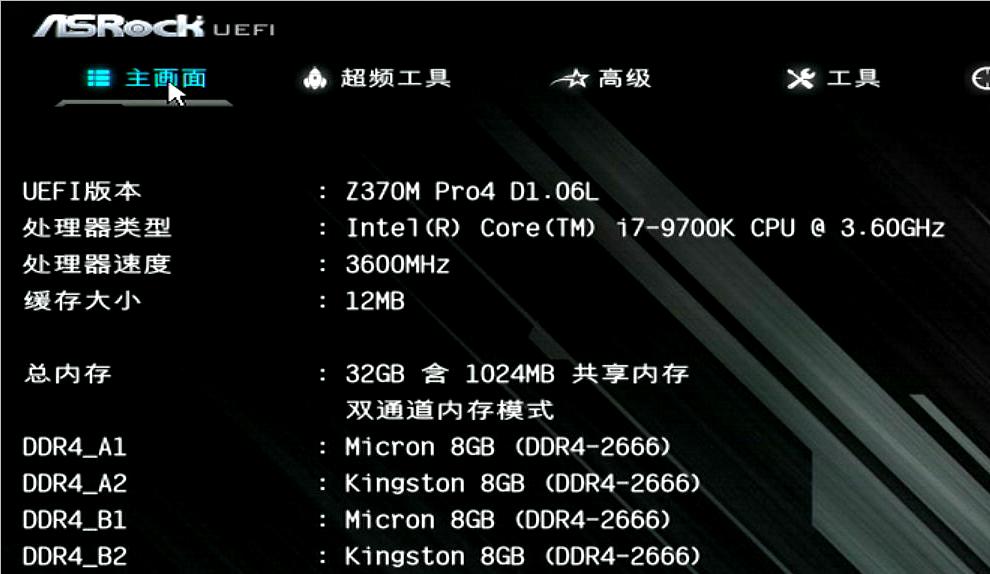 ASRock UEFI
主画面 超频工具 高级 工具
UEFI版本 : Z370M Pro4 D1.06L
处理器类型 : Intel(R) Core(TM) i7-9700K CPU @ 3.60GHz
处理器速度 : 3600MHz
缓存大小 : 12MB
总内存 : 32GB 含 1024MB 共享内存
双通道内存模式
DDR4_A1 : Micron 8GB (DDR4-2666)
DDR4_A2 : Kingston 8GB (DDR4-2666)
DDR4_B1 : Micron 8GB (DDR4-2666)
DDR4_B2 : Kingston 8GB (DDR4-2666)